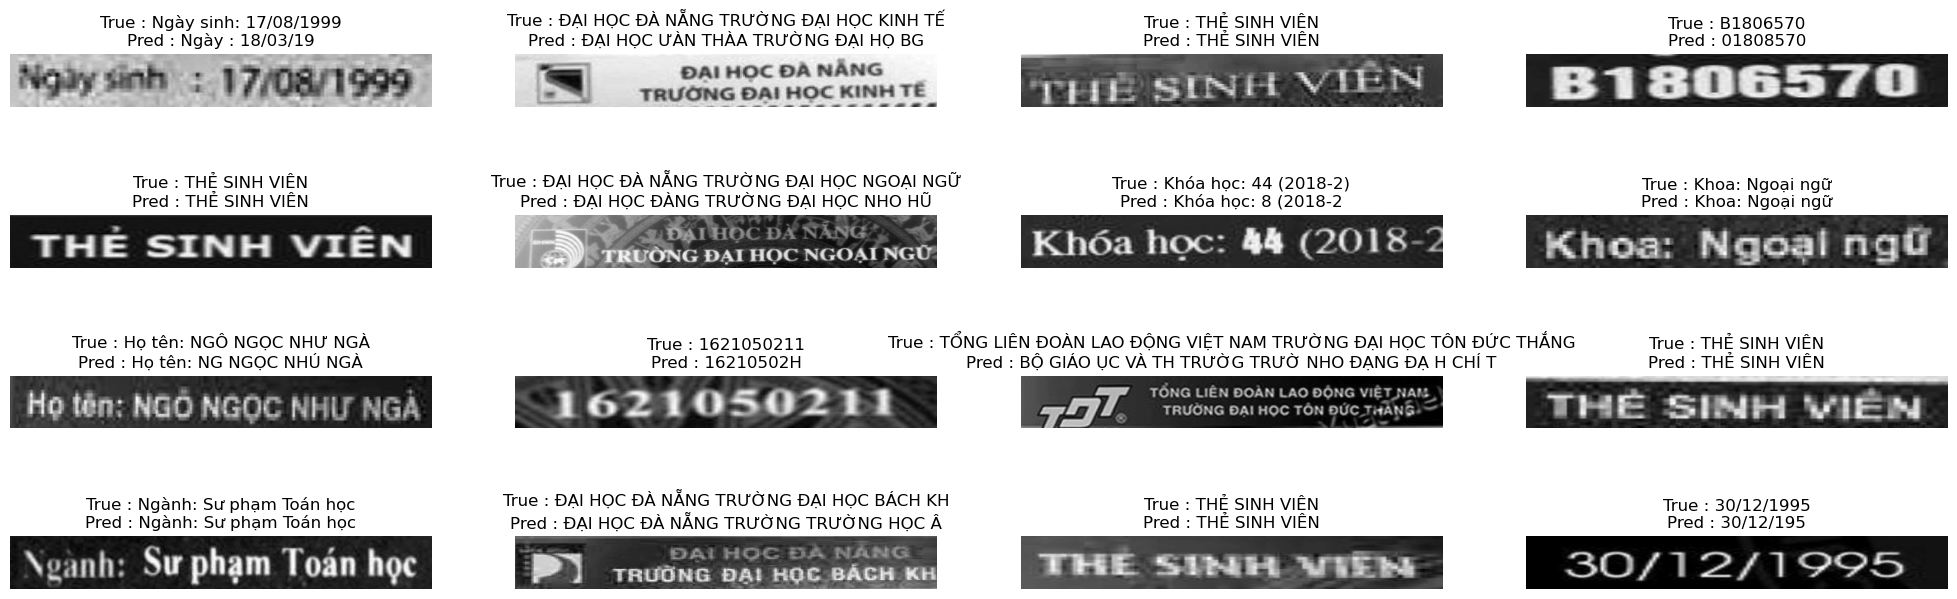 True : Ngày sinh: 17/08/1999
Pred : Ngày : 18/03/19
Ngày sinh : 17/08/1999
True : ĐẠI HỌC ĐÀ NẴNG TRƯỜNG ĐẠI HỌC KINH TẾ
Pred : ĐẠI HỌC ƯÀN THÀA TRƯỜNG ĐẠI HỌ BG
ĐẠI HỌC ĐÀ NẴNG
TRƯỜNG ĐẠI HỌC KINH TẾ
True : THẺ SINH VIÊN
Pred : THẺ SINH VIÊN
THẺ SINH VIÊN
True : B1806570
Pred : 01808570
B1806570
True : THẺ SINH VIÊN
Pred : THẺ SINH VIÊN
THẺ SINH VIÊN
True : ĐẠI HỌC ĐÀ NẴNG TRƯỜNG ĐẠI HỌC NGOẠI NGỮ
Pred : ĐẠI HỌC ĐÀNG TRƯỜNG ĐẠI HỌC NHO HŨ
ĐẠI HỌC ĐÀ NẴNG
TRƯỜNG ĐẠI HỌC NGOẠI NGỮ
True : Khóa học: 44 (2018-2)
Pred : Khóa học: 8 (2018-2
Khóa học: 44 (2018-2
True : Khoa: Ngoại ngữ
Pred : Khoa: Ngoại ngữ
Khoa: Ngoại ngữ
True : Họ tên: NGÔ NGỌC NHƯ NGÀ
Pred : Họ tên: NG NGỌC NHÚ NGÀ
Họ tên: NGÔ NGỌC NHƯ NGÀ
True : 1621050211
Pred : 16210502H
1621050211
True : TỔNG LIÊN ĐOÀN LAO ĐỘNG VIỆT NAM TRƯỜNG ĐẠI HỌC TÔN ĐỨC THẮNG
Pred : BỘ GIÁO ỤC VÀ TH TRƯỜG TRƯỜ NHO ĐẠNG ĐẠ H CHÍ T
TDT®
TỔNG LIÊN ĐOÀN LAO ĐỘNG VIỆT NAM
TRƯỜNG ĐẠI HỌC TÔN ĐỨC THẮNG
True : THẺ SINH VIÊN
Pred : THẺ SINH VIÊN
THẺ SINH VIÊN
True : Ngành: Sư phạm Toán học
Pred : Ngành: Sư phạm Toán học
Ngành: Sư phạm Toán học
True : ĐẠI HỌC ĐÀ NẴNG TRƯỜNG ĐẠI HỌC BÁCH KH
Pred : ĐẠI HỌC ĐÀ NẴNG TRƯỜNG TRƯỜNG HỌC Â
ĐẠI HỌC ĐÀ NẴNG
TRƯỜNG ĐẠI HỌC BÁCH KH
True : THẺ SINH VIÊN
Pred : THẺ SINH VIÊN
THẺ SINH VIÊN
True : 30/12/1995
Pred : 30/12/195
30/12/1995